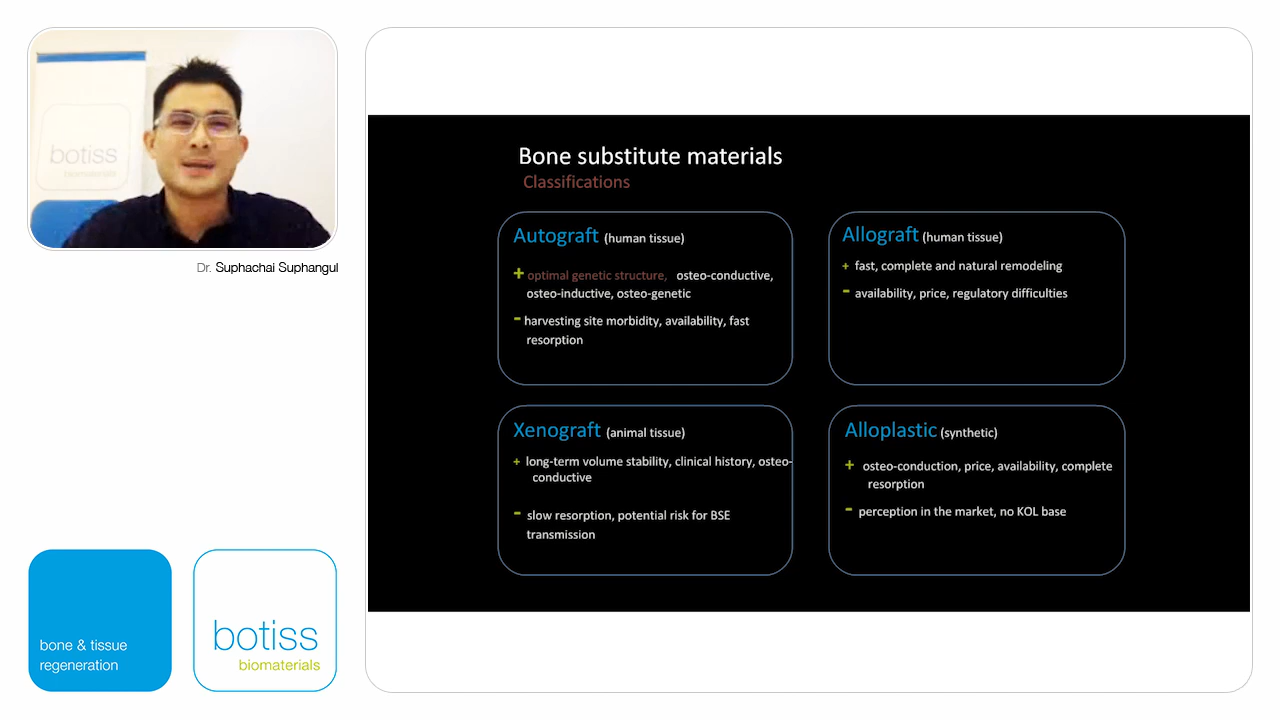 botiss
biomaterials
Dr. Suphachai Suphangul
bone & tissue
regeneration
botiss
biomaterials
Bone substitute materials
Classifications
Autograft (human tissue)
+ optimal genetic structure, osteo-conductive,
osteo-inductive, osteo-genetic
- harvesting site morbidity, availability, fast
resorption
Allograft (human tissue)
+ fast, complete and natural remodeling
- availability, price, regulatory difficulties
Xenograft (animal tissue)
+ long-term volume stability, clinical history, osteo-
conductive
- slow resorption, potential risk for BSE
transmission
Alloplastic (synthetic)
+ osteo-conduction, price, availability, complete
resorption
- perception in the market, no KOL base